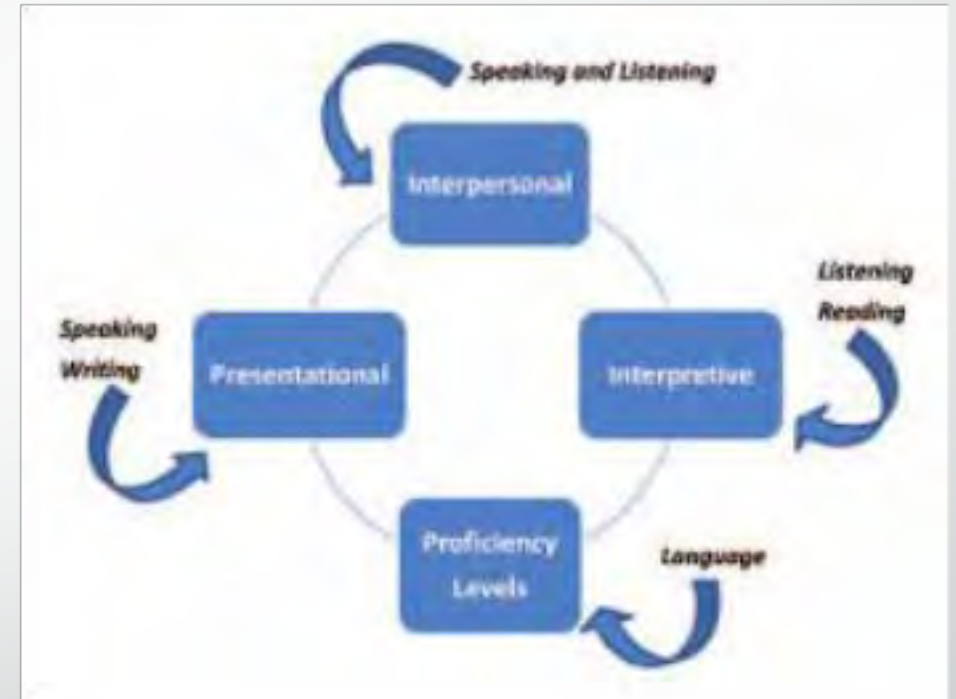 Speaking and Listening
Interpersonal
Listening
Reading
Interpretive
Speaking
Writing
Presentational
Proficiency
Levels
Language